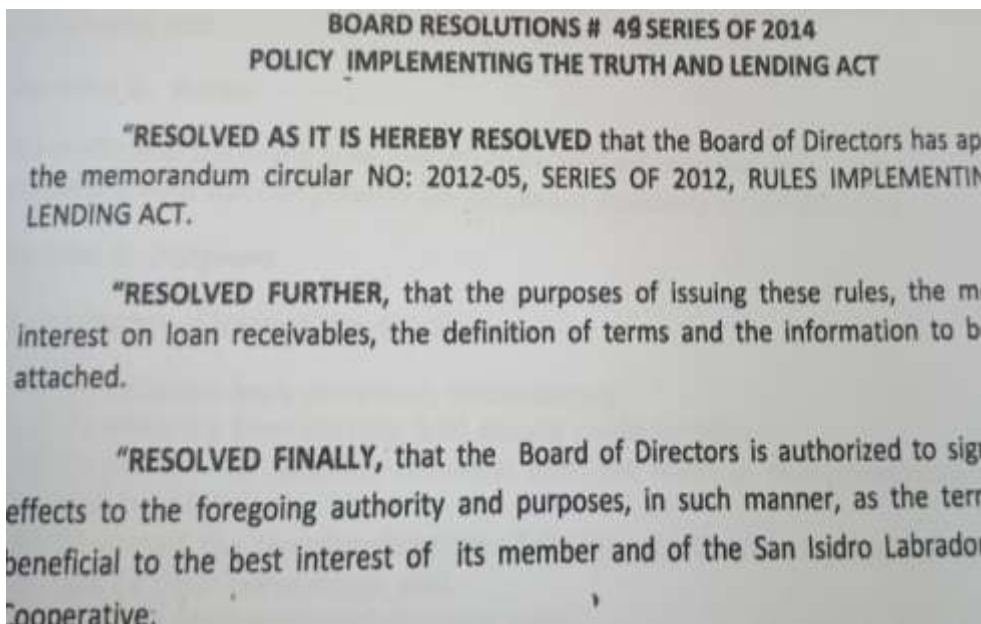 BOARD RESOLUTIONS # 49 SERIES OF 2014
POLICY IMPLEMENTING THE TRUTH AND LENDING ACT
"RESOLVED AS IT IS HEREBY RESOLVED that the Board of Directors has ap
the memorandum circular NO: 2012-05, SERIES OF 2012, RULES IMPLEMENTIN
LENDING ACT.
"RESOLVED FURTHER, that the purposes of issuing these rules, the m
interest on loan receivables, the definition of terms and the information to b
attached.
"RESOLVED FINALLY, that the Board of Directors is authorized to sig
effects to the foregoing authority and purposes, in such manner, as the ter
beneficial to the best interest of its member and of the San Isidro Labrador
Cooperative.